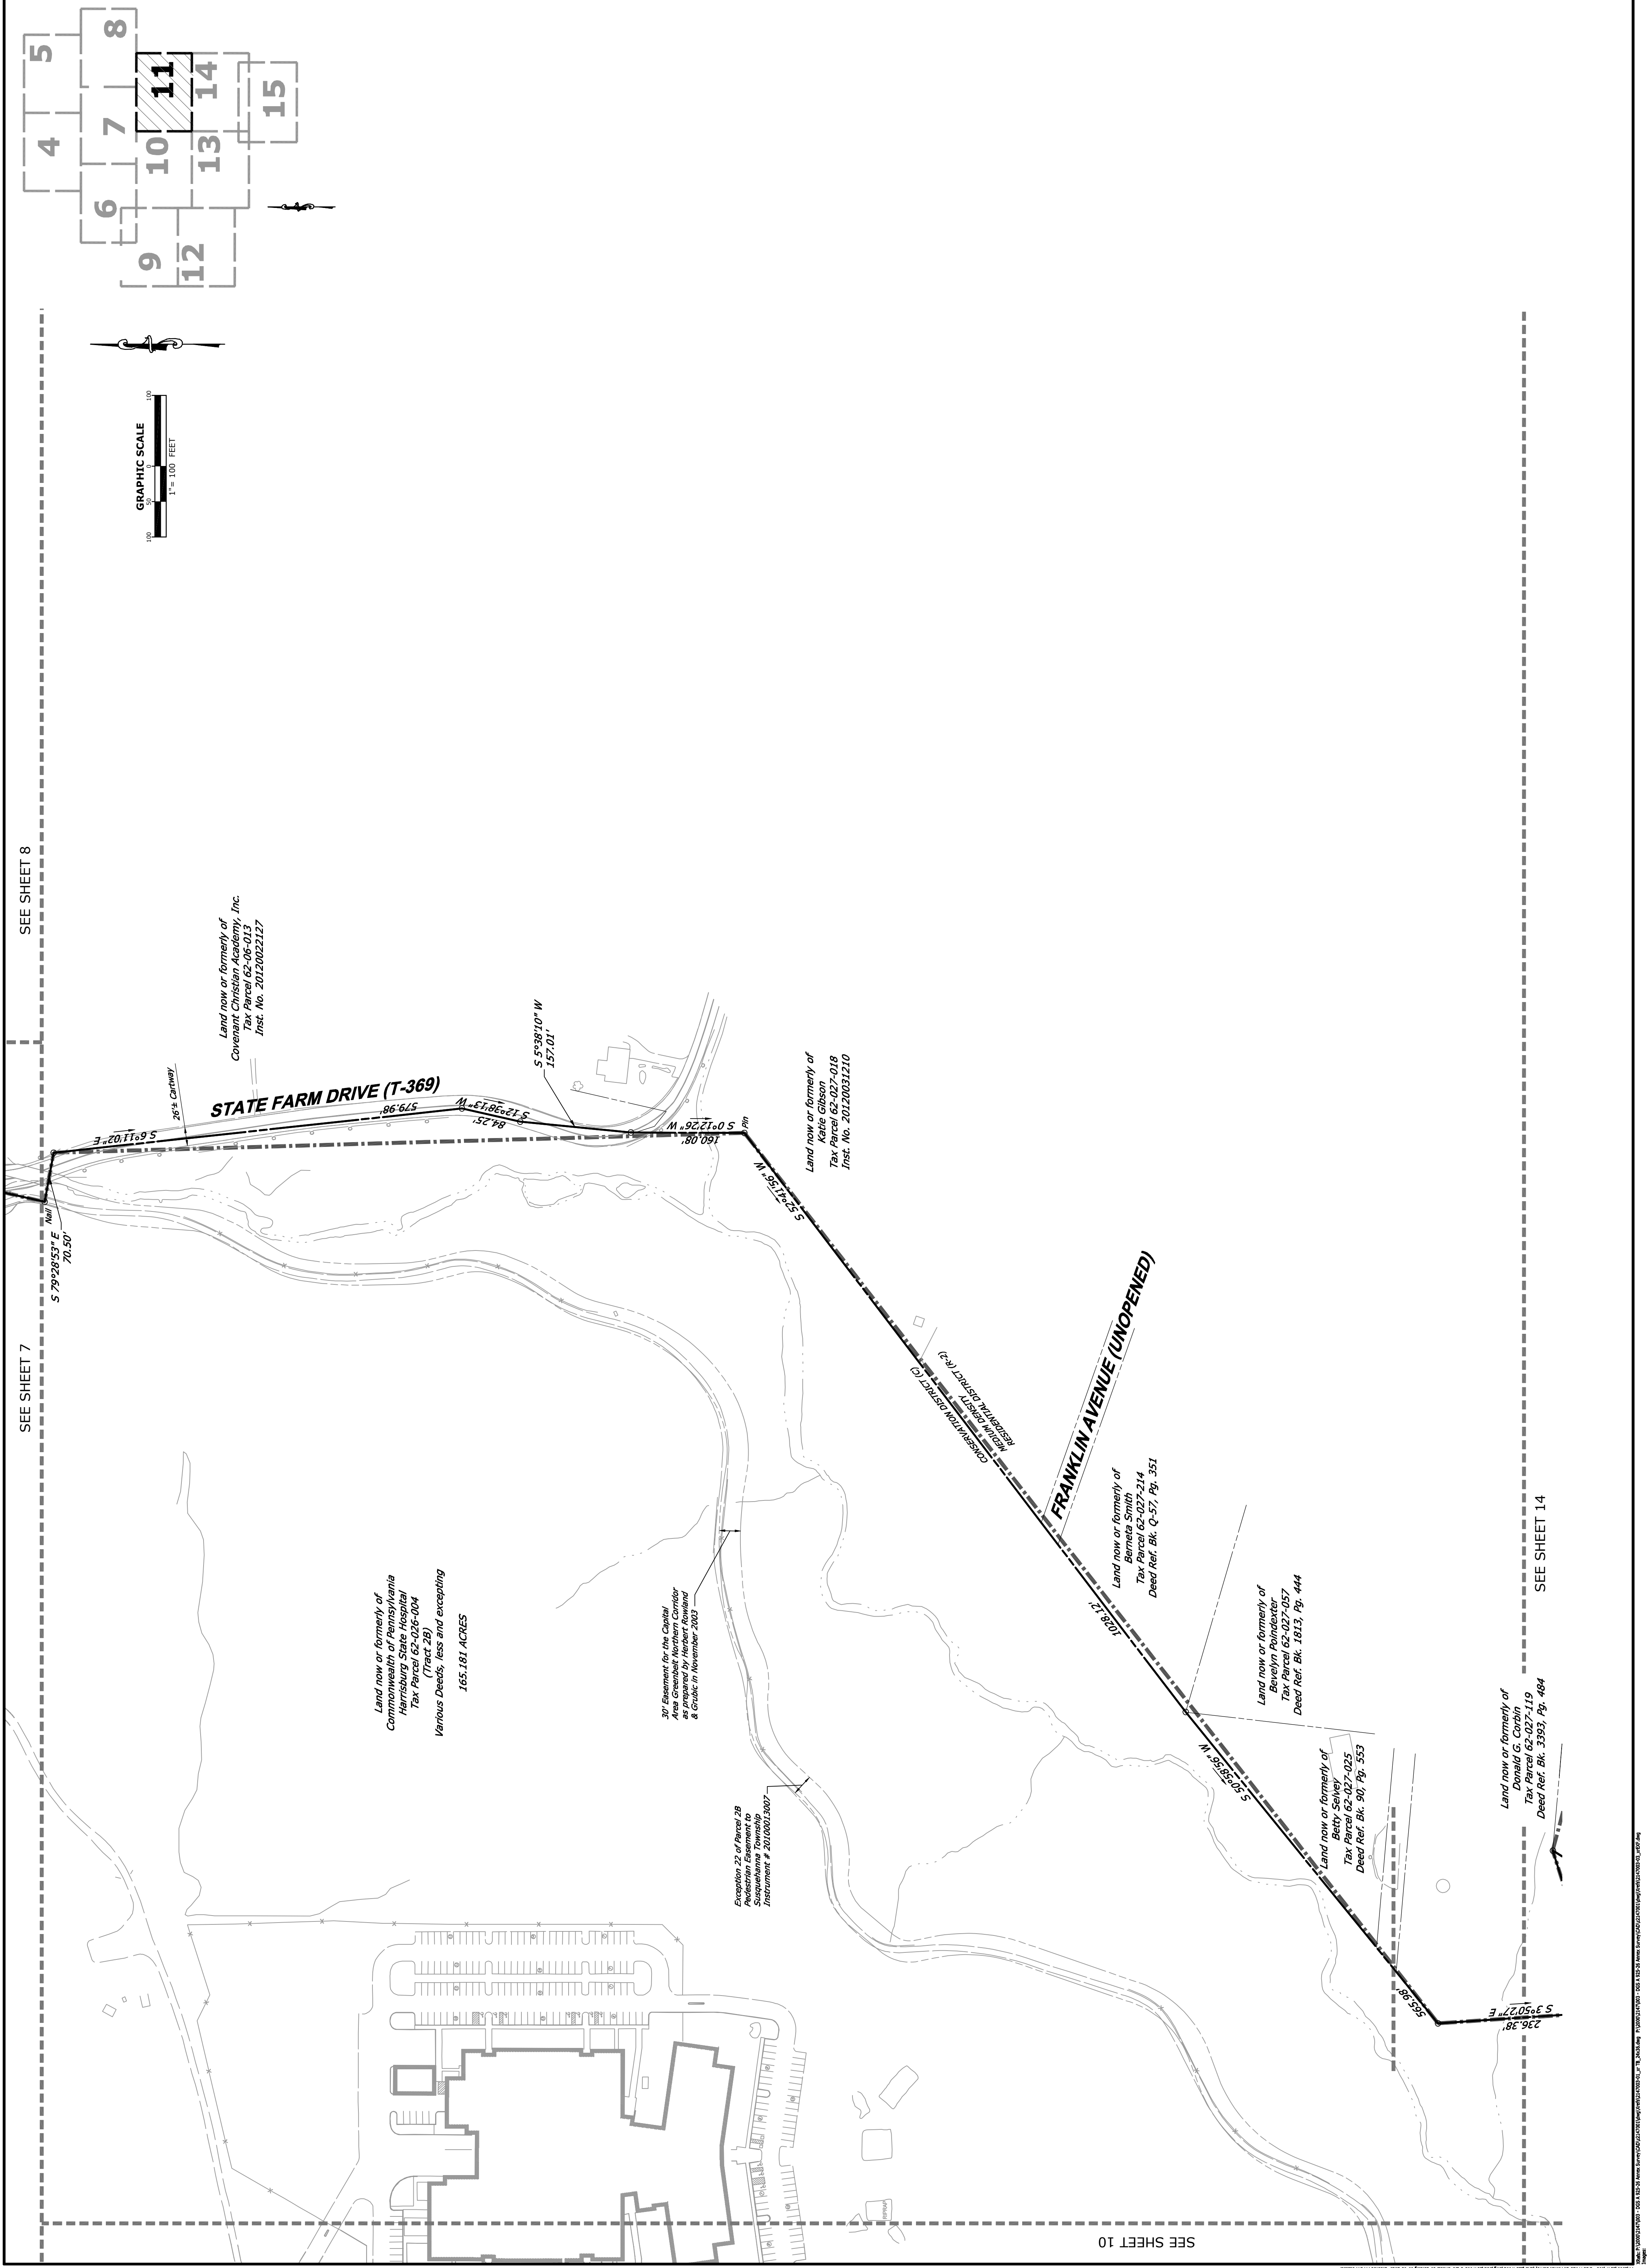 5
8
4
7
11
14
6
10
13
15
9
12
GRAPHIC SCALE
100
50
0
100
1"= 100 FEET
SEE SHEET 8
SEE SHEET 7
Land now or formerly of
Covenant Christian Academy, Inc.
Tax Parcel 62-06-013
Inst. No. 20120022127
26'± Cartway
STATE FARM DRIVE (T-369)
S 6°11'02" E
579.98'
S 12°38'13" W
84.25'
S 5°38'10" W
157.01'
S 0°12'26" W
160.08'
Pin
Nail
S 79°28'53" E
70.50'
Land now or formerly of
Katie Gibson
Tax Parcel 62-027-018
Inst. No. 20120031210
S 52°41'56" W
1028.12'
CONSERVATION DISTRICT (C)
MEDIUM DENSITY
RESIDENTIAL DISTRICT (R-2)
FRANKLIN AVENUE (UNOPENED)
Land now or formerly of
Commonwealth of Pennsylvania
Harrisburg State Hospital
Tax Parcel 62-026-004
(Tract 2B)
Various Deeds, less and excepting
165.181 ACRES
30' Easement for the Capital
Area Greenbelt Northern Corridor
as prepared by Herbert Rowland
& Grubic in November 2003
Exception 22 of Parcel 2B
Pedestrian Easement to
Susquehanna Township
Instrument # 20100013007
Land now or formerly of
Berneta Smith
Tax Parcel 62-027-214
Deed Ref. Bk. Q-57, Pg. 351
Land now or formerly of
Bevelyn Poindexter
Tax Parcel 62-027-057
Deed Ref. Bk. 1813, Pg. 444
S 50°58'56" W
565.98'
Land now or formerly of
Betty Selvey
Tax Parcel 62-027-025
Deed Ref. Bk. 90, Pg. 553
Land now or formerly of
Donald G. Corbin
Tax Parcel 62-027-119
Deed Ref. Bk. 3393, Pg. 484
S 3°50'27" E
236.38'
SEE SHEET 14
SEE SHEET 10
RIPRAP